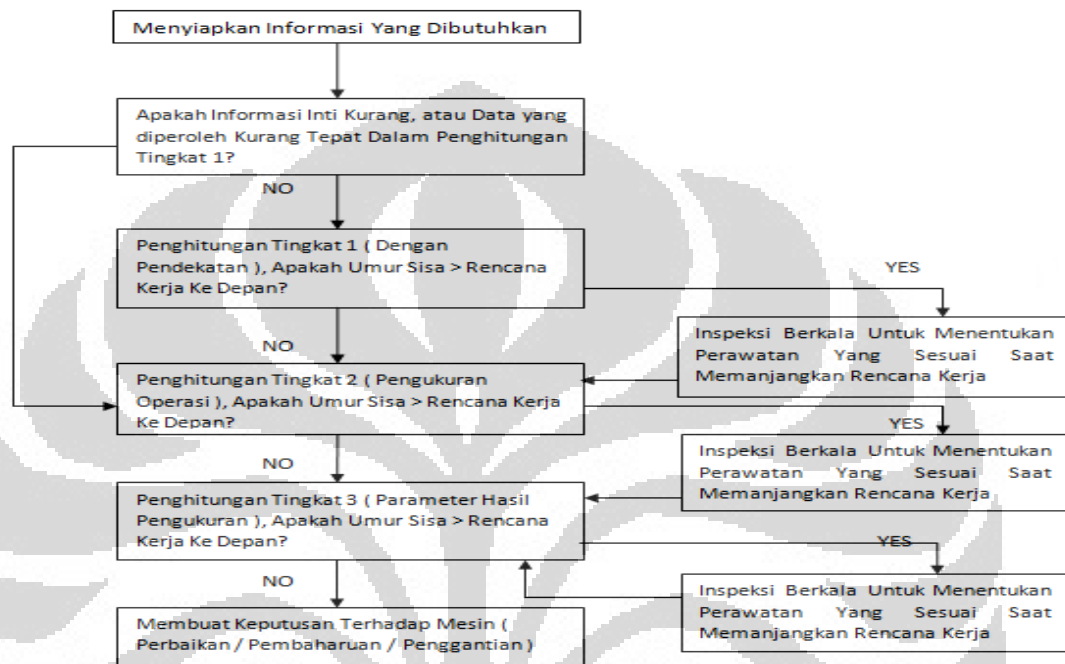 Menyiapkan Informasi Yang Dibutuhkan
Apakah Informasi Inti Kurang, atau Data yang
diperoleh Kurang Tepat Dalam Penghitungan
Tingkat 1?
NO
Penghitungan Tingkat 1 ( Dengan
Pendekatan ), Apakah Umur Sisa > Rencana
Kerja Ke Depan?
YES
NO
Inspeksi Berkala Untuk Menentukan
Perawatan Yang Sesuai Saat
Memanjangkan Rencana Kerja
Penghitungan Tingkat 2 ( Pengukuran
Operasi ), Apakah Umur Sisa > Rencana Kerja
Ke Depan?
YES
NO
Inspeksi Berkala Untuk Menentukan
Perawatan Yang Sesuai Saat
Memanjangkan Rencana Kerja
Penghitungan Tingkat 3 ( Parameter Hasil
Pengukuran ), Apakah Umur Sisa > Rencana
Kerja Ke Depan?
YES
NO
Inspeksi Berkala Untuk Menentukan
Perawatan Yang Sesuai Saat
Memanjangkan Rencana Kerja
Membuat Keputusan Terhadap Mesin (
Perbaikan / Pembaharuan / Penggantian )